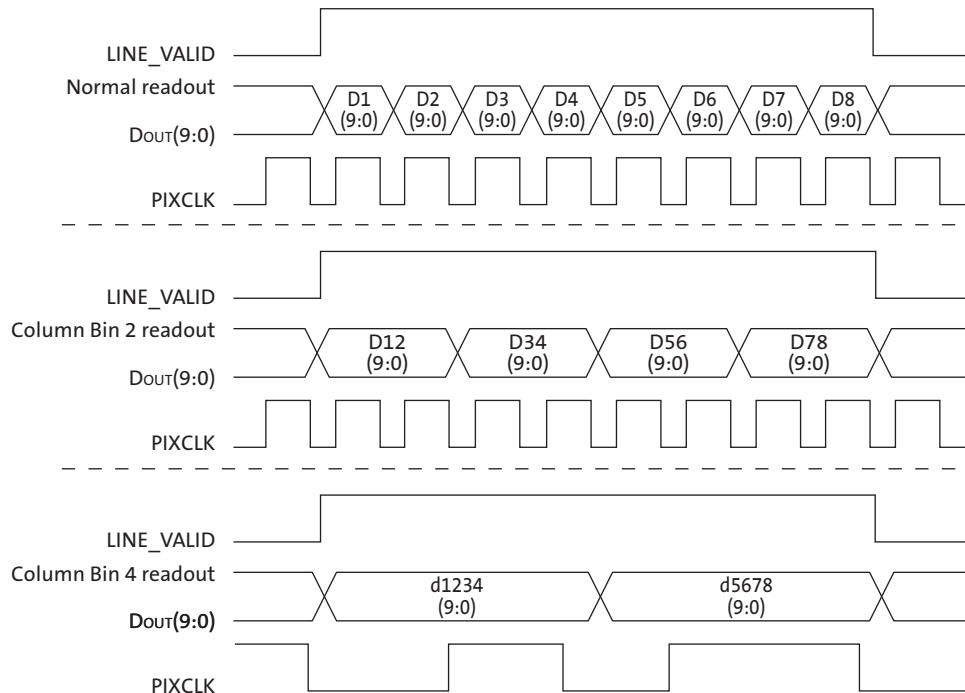 LINE_VALID
Normal readout
D1 D2 D3 D4 D5 D6 D7 D8
(9:0) (9:0) (9:0) (9:0) (9:0) (9:0) (9:0) (9:0)
DOUT(9:0)
PIXCLK
LINE_VALID
Column Bin 2 readout
D12 D34 D56 D78
(9:0) (9:0) (9:0) (9:0)
DOUT(9:0)
PIXCLK
LINE_VALID
Column Bin 4 readout
d1234 d5678
(9:0) (9:0)
DOUT(9:0)
PIXCLK